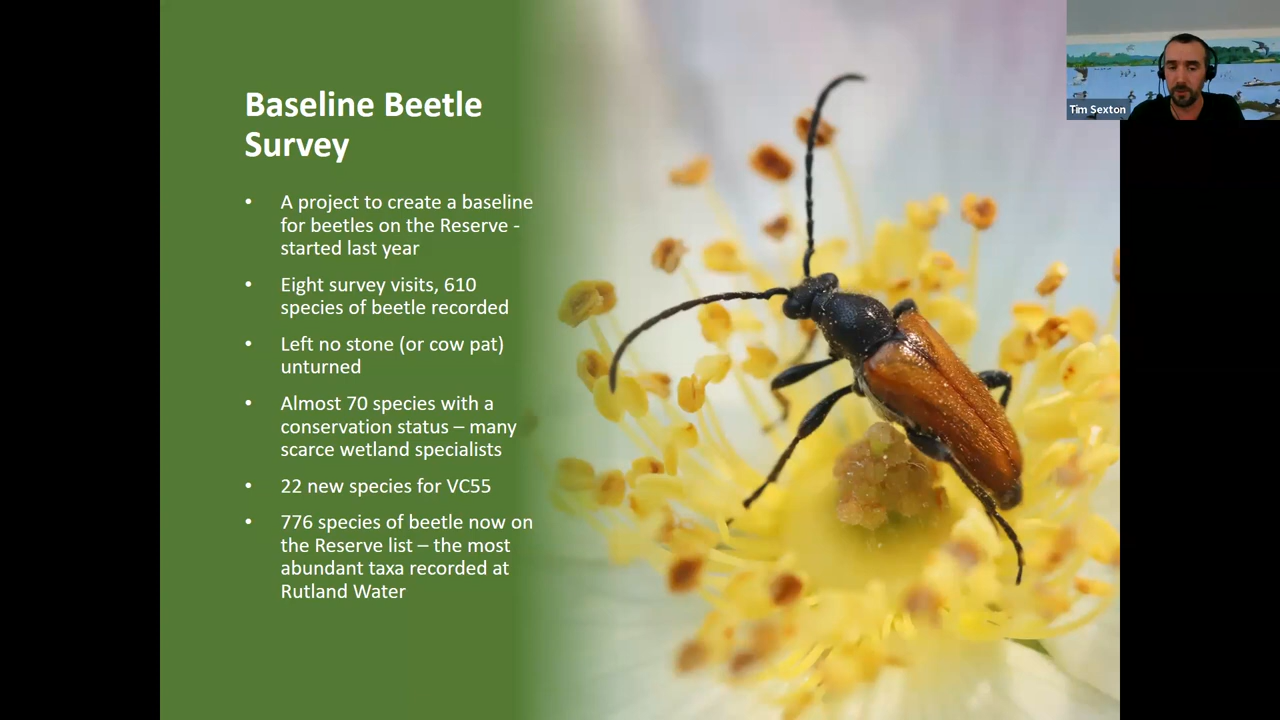 Baseline Beetle
Survey
• A project to create a baseline
for beetles on the Reserve -
started last year
• Eight survey visits, 610
species of beetle recorded
• Left no stone (or cow pat)
unturned
• Almost 70 species with a
conservation status – many
scarce wetland specialists
• 22 new species for VC55
• 776 species of beetle now on
the Reserve list – the most
abundant taxa recorded at
Rutland Water
Tim Sexton